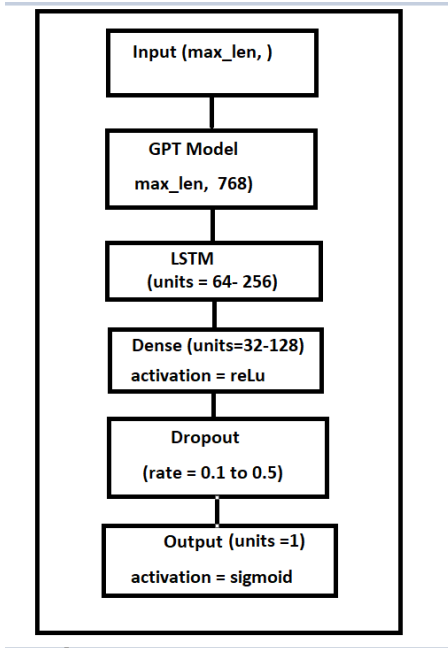 Input (max_len, )
GPT Model
max_len, 768)
LSTM
(units = 64- 256)
Dense (units=32-128)
activation = reLu
Dropout
(rate = 0.1 to 0.5)
Output (units =1)
activation = sigmoid